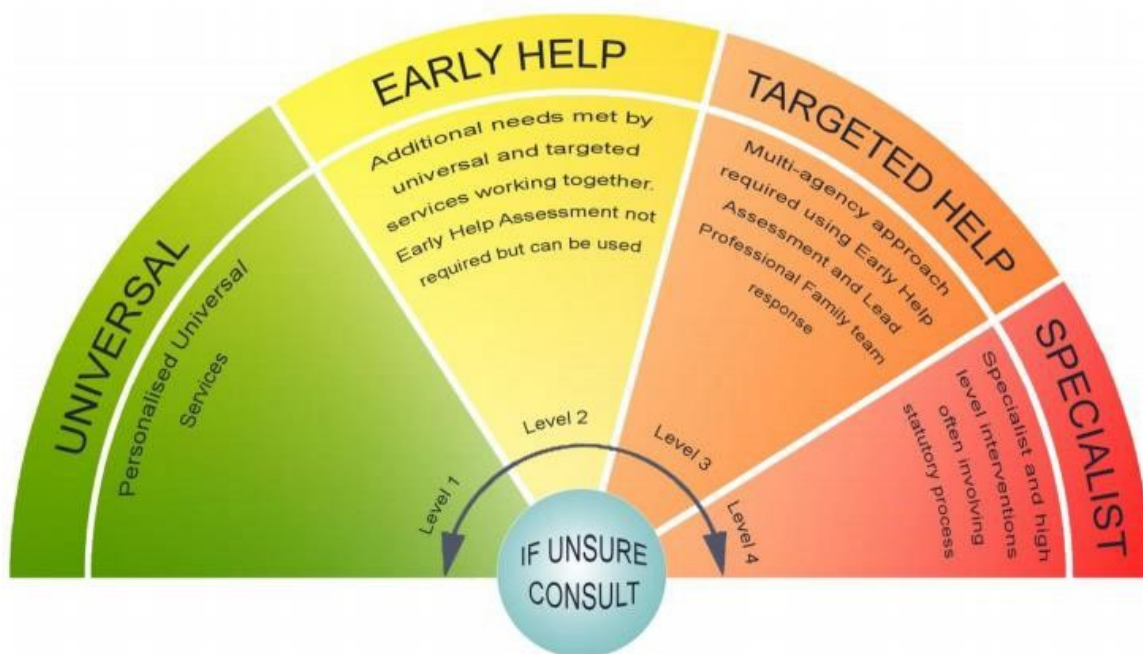 UNIVERSAL
Personalised Universal
Services
Level 1
EARLY HELP
Additional needs met by
universal and targeted
services working together.
Early Help Assessment not
required but can be used
Level 2
TARGETED HELP
Multi-agency approach
required using Early Help
Assessment and Lead
Professional Family team
response
Level 3
SPECIALIST
Specialist and high
level interventions
often involving
statutory process
Level 4
IF UNSURE
CONSULT